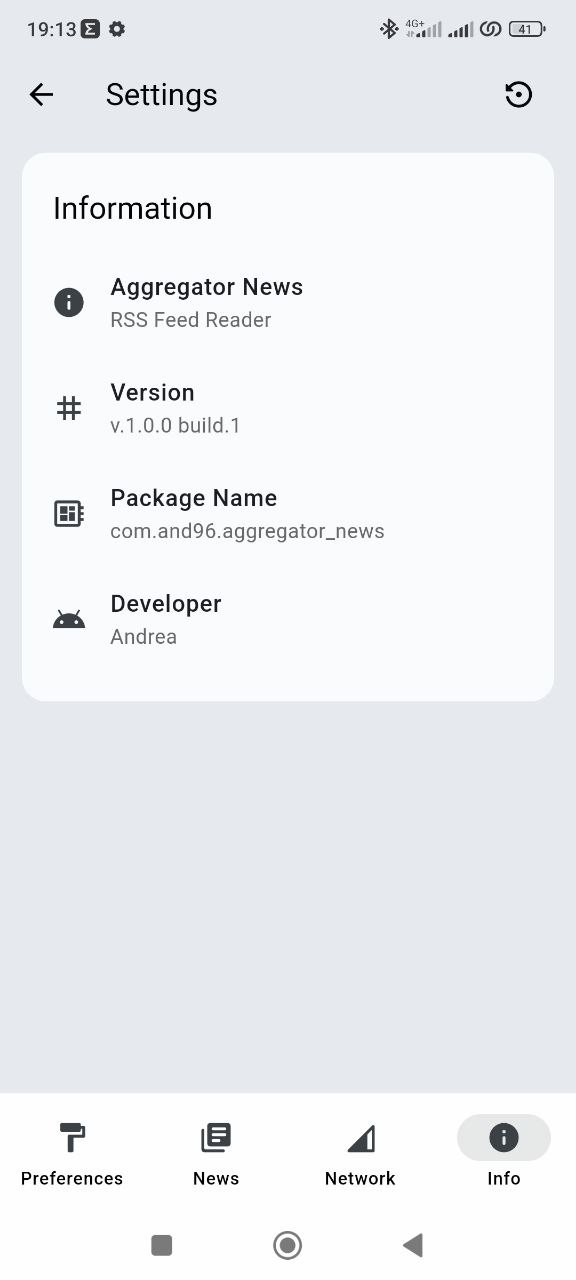 19:13
4G+
41
Settings
Information
Aggregator News
RSS Feed Reader
Version
v.1.0.0 build.1
Package Name
com.and96.aggregator_news
Developer
Andrea
Preferences
News
Network
Info